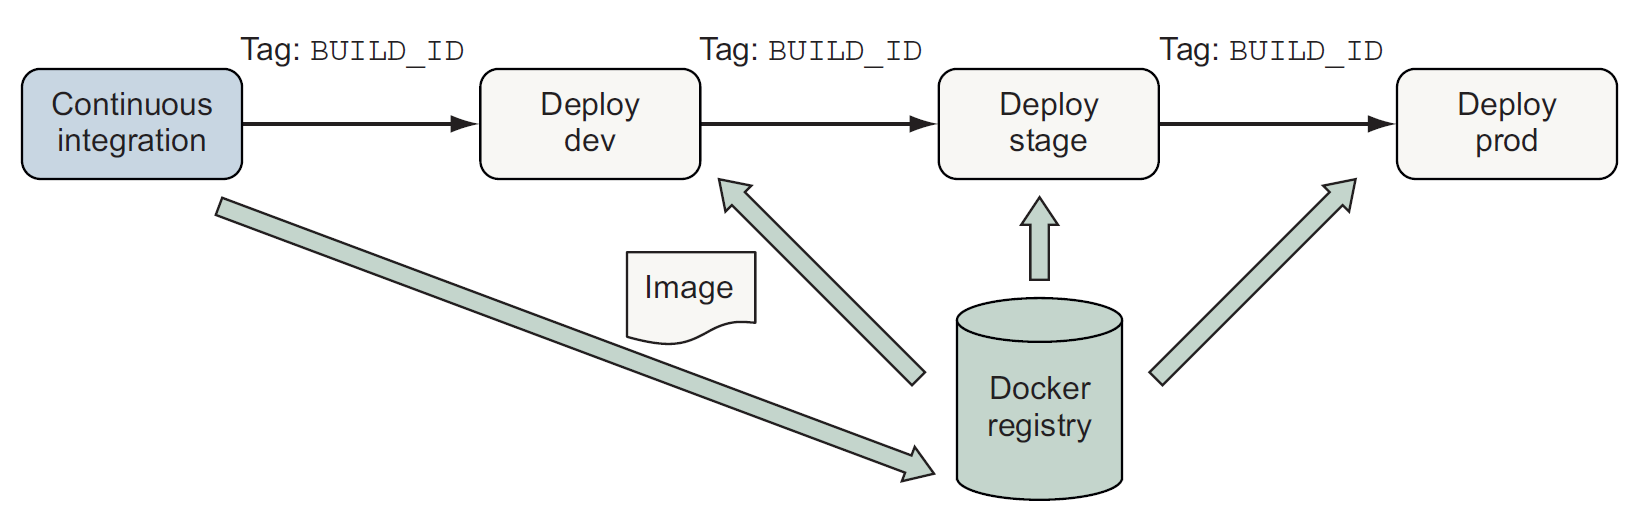 Tag: BUILD_ID
Tag: BUILD_ID
Tag: BUILD_ID
Continuous
integration
Deploy
dev
Deploy
stage
Deploy
prod
Image
Docker
registry